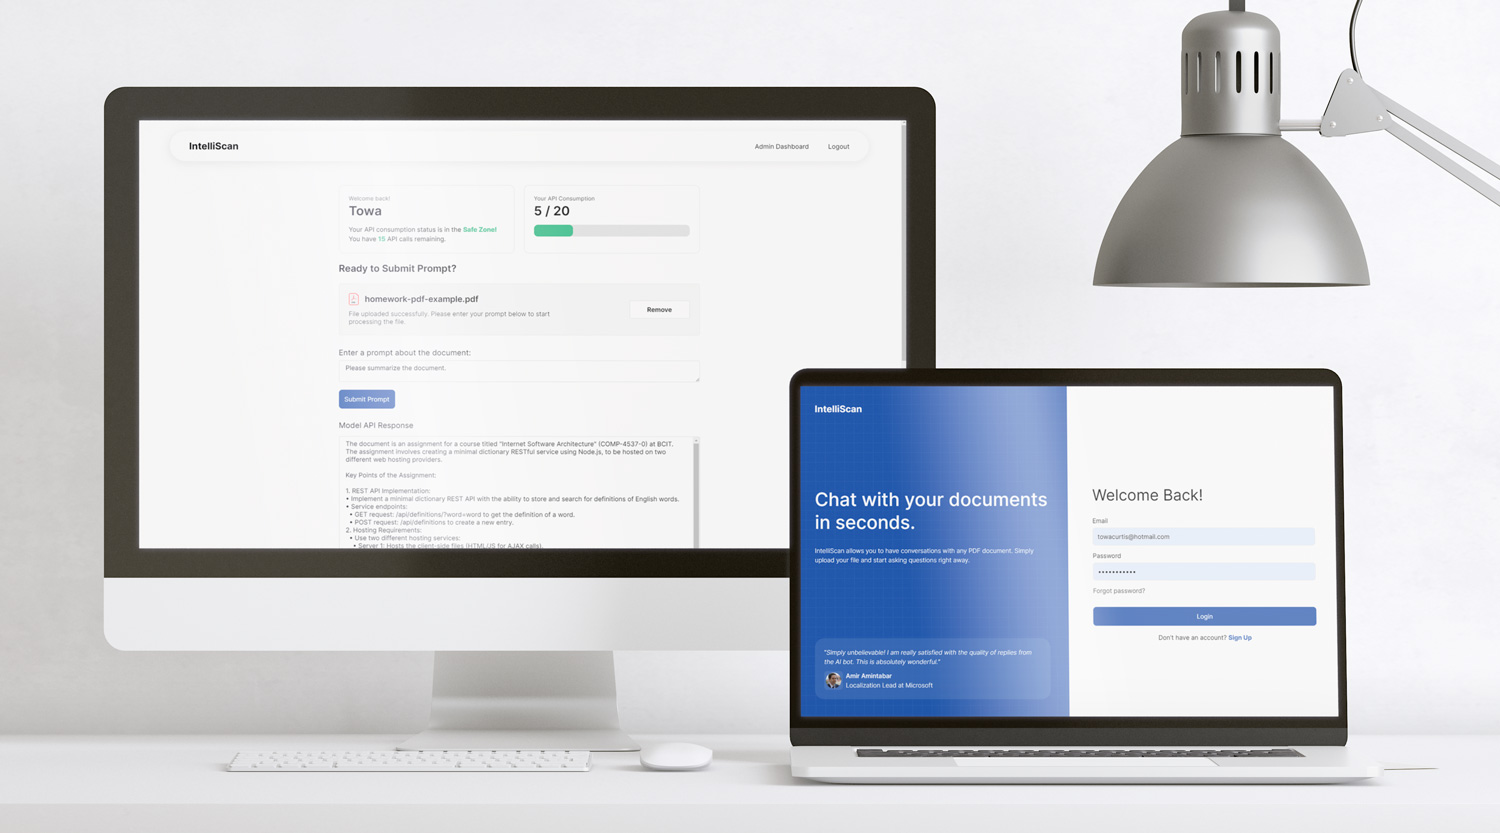 IntelliScan
Admin Dashboard
Logout
Welcome back!
Towa
Your API consumption status is in the Safe Zone!
You have 15 API calls remaining.
Your API Consumption
5 / 20
Ready to Submit Prompt?
homework-pdf-example.pdf
File uploaded successfully. Please enter your prompt below to start
processing the file.
Remove
Enter a prompt about the document:
Please summarize the document.
Submit Prompt
Model API Response
The document is an assignment for a course titled "Internet Software Architecture" (COMP-4537-0) at BCIT.
The assignment involves creating a minimal dictionary RESTful service using Node.js, to be hosted on two
different web hosting providers.
Key Points of the Assignment:
1. REST API Implementation:
• Implement a minimal dictionary REST API with the ability to store and search for definitions of English words.
• Service endpoints:
• GET request: /api/definitions/?word=word to get the definition of a word.
• POST request: /api/definitions to create a new entry.
2. Hosting Requirements:
• Use two different hosting services:
• Server 1: Hosts the client-side files (HTML/JS for AJAX calls).
IntelliScan
Chat with your documents
in seconds.
IntelliScan allows you to have conversations with any PDF document. Simply
upload your file and start asking questions right away.
"Simply unbelievable! I am really satisfied with the quality of replies from
the AI bot. This is absolutely wonderful."
Amir Amintabar
Localization Lead at Microsoft
Welcome Back!
Email
towacurtis@hotmail.com
Password
•••••••••••
Forgot password?
Login
Don't have an account? Sign Up